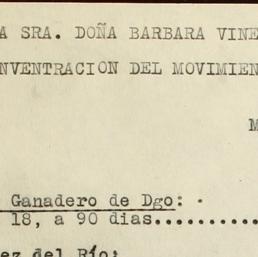 A SRA. DOÑA BARBARA VINE
NVENTRACION DEL MOVIMIEN
M
Ganadero de Dgo:
18, a 90 dias...........
ez del Río: